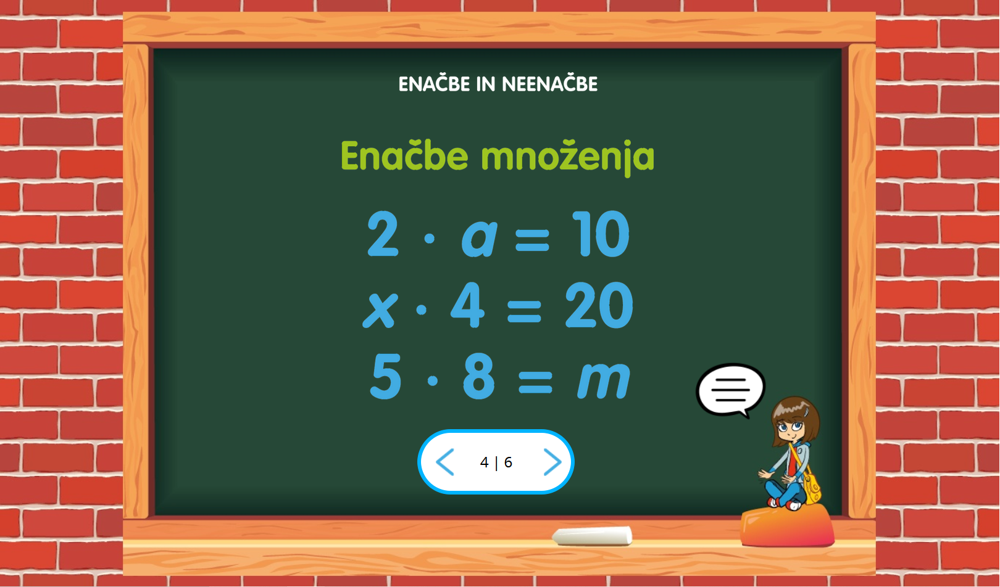 ENAČBE IN NEENAČBE
Enačbe množenja
2 · a = 10
x · 4 = 20
5 · 8 = m
4 | 6